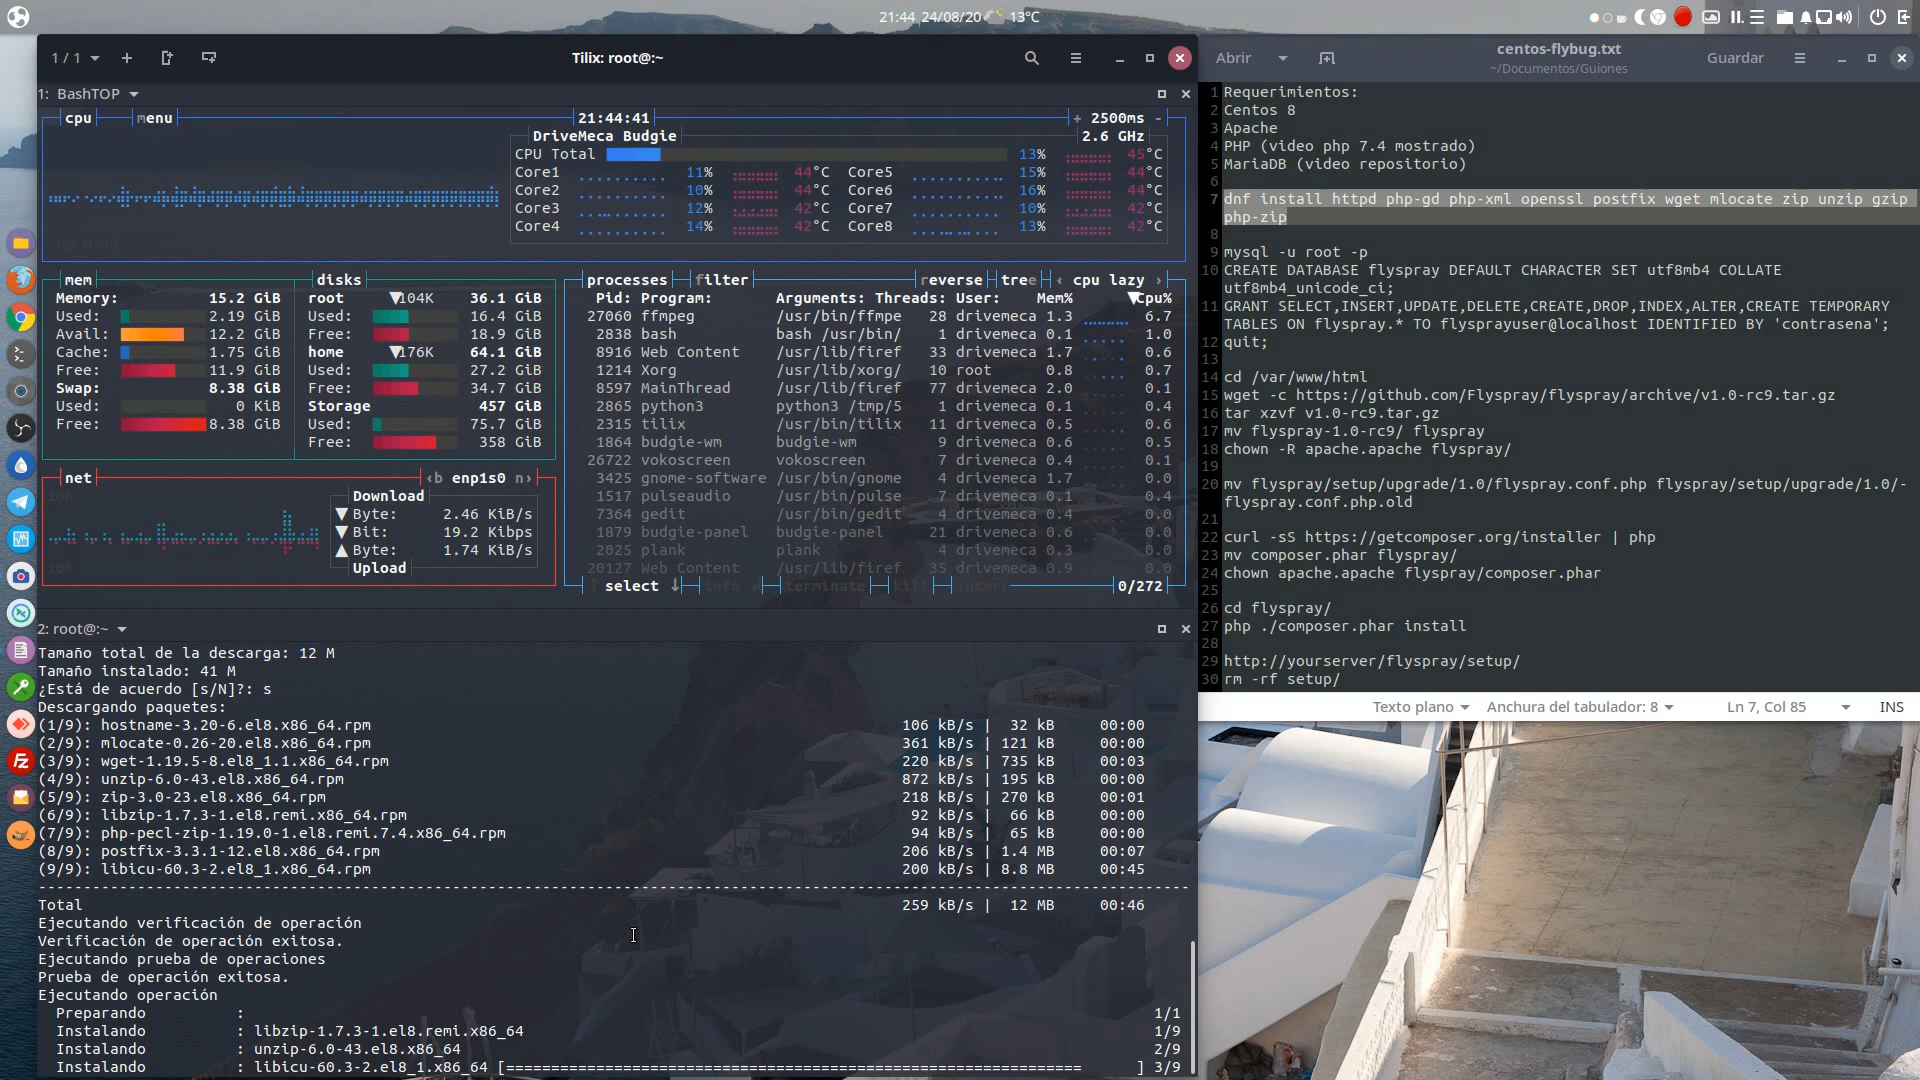 21:44 24/08/20 13°C
1 / 1
Tilix: root@:~
1: BashTOP
cpu menu 21:44:41 + 2500ms -
DriveMeca Budgie 2.6 GHz
CPU Total 13% 45°C
Core1 11% 44°C Core5 15% 44°C
Core2 10% 44°C Core6 16% 44°C
Core3 12% 42°C Core7 10% 42°C
Core4 14% 42°C Core8 13% 42°C
mem
Memory: 15.2 GiB
Used: 2.19 GiB
Avail: 12.2 GiB
Cache: 1.75 GiB
Free: 11.9 GiB
Swap: 8.38 GiB
Used: 0 KiB
Free: 8.38 GiB
disks
root ▼104K 36.1 GiB
Used: 16.4 GiB
Free: 18.9 GiB
home ▼176K 64.1 GiB
Used: 27.2 GiB
Free: 34.7 GiB
Storage 457 GiB
Used: 75.7 GiB
Free: 358 GiB
net ‹b enp1s0 n›
10K
Download
▼ Byte: 2.46 KiB/s
▼ Bit: 19.2 Kibps
▲ Byte: 1.74 KiB/s
Upload
10K
processes filter reverse tree ‹ cpu lazy ›
Pid: Program: Arguments: Threads: User: Mem% ▼Cpu%
27060 ffmpeg /usr/bin/ffmpe 28 drivemeca 1.3 6.7
2838 bash bash /usr/bin/ 1 drivemeca 0.1 1.0
8916 Web Content /usr/lib/firef 33 drivemeca 1.7 0.6
1214 Xorg /usr/lib/xorg/ 10 root 0.8 0.7
8597 MainThread /usr/lib/firef 77 drivemeca 2.0 0.1
2865 python3 python3 /tmp/5 1 drivemeca 0.1 0.4
2315 tilix /usr/bin/tilix 11 drivemeca 0.5 0.6
1864 budgie-wm budgie-wm 9 drivemeca 0.6 0.5
26722 vokoscreen vokoscreen 7 drivemeca 0.4 0.1
3425 gnome-software /usr/bin/gnome 4 drivemeca 1.7 0.0
1517 pulseaudio /usr/bin/pulse 7 drivemeca 0.1 0.4
7364 gedit /usr/bin/gedit 4 drivemeca 0.4 0.0
1879 budgie-panel budgie-panel 21 drivemeca 0.6 0.0
2025 plank plank 4 drivemeca 0.3 0.0
20127 Web Content /usr/lib/firef 35 drivemeca 0.9 0.0
↑ select ↓ info ↲ terminate kill interr 0/272
2: root@:~
Tamaño total de la descarga: 12 M
Tamaño instalado: 41 M
¿Está de acuerdo [s/N]?: s
Descargando paquetes:
(1/9): hostname-3.20-6.el8.x86_64.rpm 106 kB/s | 32 kB 00:00
(2/9): mlocate-0.26-20.el8.x86_64.rpm 361 kB/s | 121 kB 00:00
(3/9): wget-1.19.5-8.el8_1.1.x86_64.rpm 220 kB/s | 735 kB 00:03
(4/9): unzip-6.0-43.el8.x86_64.rpm 872 kB/s | 195 kB 00:00
(5/9): zip-3.0-23.el8.x86_64.rpm 218 kB/s | 270 kB 00:01
(6/9): libzip-1.7.3-1.el8.remi.x86_64.rpm 92 kB/s | 66 kB 00:00
(7/9): php-pecl-zip-1.19.0-1.el8.remi.7.4.x86_64.rpm 94 kB/s | 65 kB 00:00
(8/9): postfix-3.3.1-12.el8.x86_64.rpm 206 kB/s | 1.4 MB 00:07
(9/9): libicu-60.3-2.el8_1.x86_64.rpm 200 kB/s | 8.8 MB 00:45
Total 259 kB/s | 12 MB 00:46
Ejecutando verificación de operación
Verificación de operación exitosa.
Ejecutando prueba de operaciones
Prueba de operación exitosa.
Ejecutando operación
Preparando : 1/1
Instalando : libzip-1.7.3-1.el8.remi.x86_64 1/9
Instalando : unzip-6.0-43.el8.x86_64 2/9
Instalando : libicu-60.3-2.el8_1.x86_64 [================================================================ ] 3/9
Abrir centos-flybug.txt Guardar
~/Documentos/Guiones
1 Requerimientos:
2 Centos 8
3 Apache
4 PHP (video php 7.4 mostrado)
5 MariaDB (video repositorio)
6
7 dnf install httpd php-gd php-xml openssl postfix wget mlocate zip unzip gzip
php-zip
8
9 mysql -u root -p
10 CREATE DATABASE flyspray DEFAULT CHARACTER SET utf8mb4 COLLATE
utf8mb4_unicode_ci;
11 GRANT SELECT,INSERT,UPDATE,DELETE,CREATE,DROP,INDEX,ALTER,CREATE TEMPORARY
TABLES ON flyspray.* TO flysprayuser@localhost IDENTIFIED BY 'contrasena';
12 quit;
13
14 cd /var/www/html
15 wget -c https://github.com/Flyspray/flyspray/archive/v1.0-rc9.tar.gz
16 tar xzvf v1.0-rc9.tar.gz
17 mv flyspray-1.0-rc9/ flyspray
18 chown -R apache.apache flyspray/
19
20 mv flyspray/setup/upgrade/1.0/flyspray.conf.php flyspray/setup/upgrade/1.0/-
flyspray.conf.php.old
21
22 curl -sS https://getcomposer.org/installer | php
23 mv composer.phar flyspray/
24 chown apache.apache flyspray/composer.phar
25
26 cd flyspray/
27 php ./composer.phar install
28
29 http://yourserver/flyspray/setup/
30 rm -rf setup/
Texto plano Anchura del tabulador: 8 Ln 7, Col 85 INS